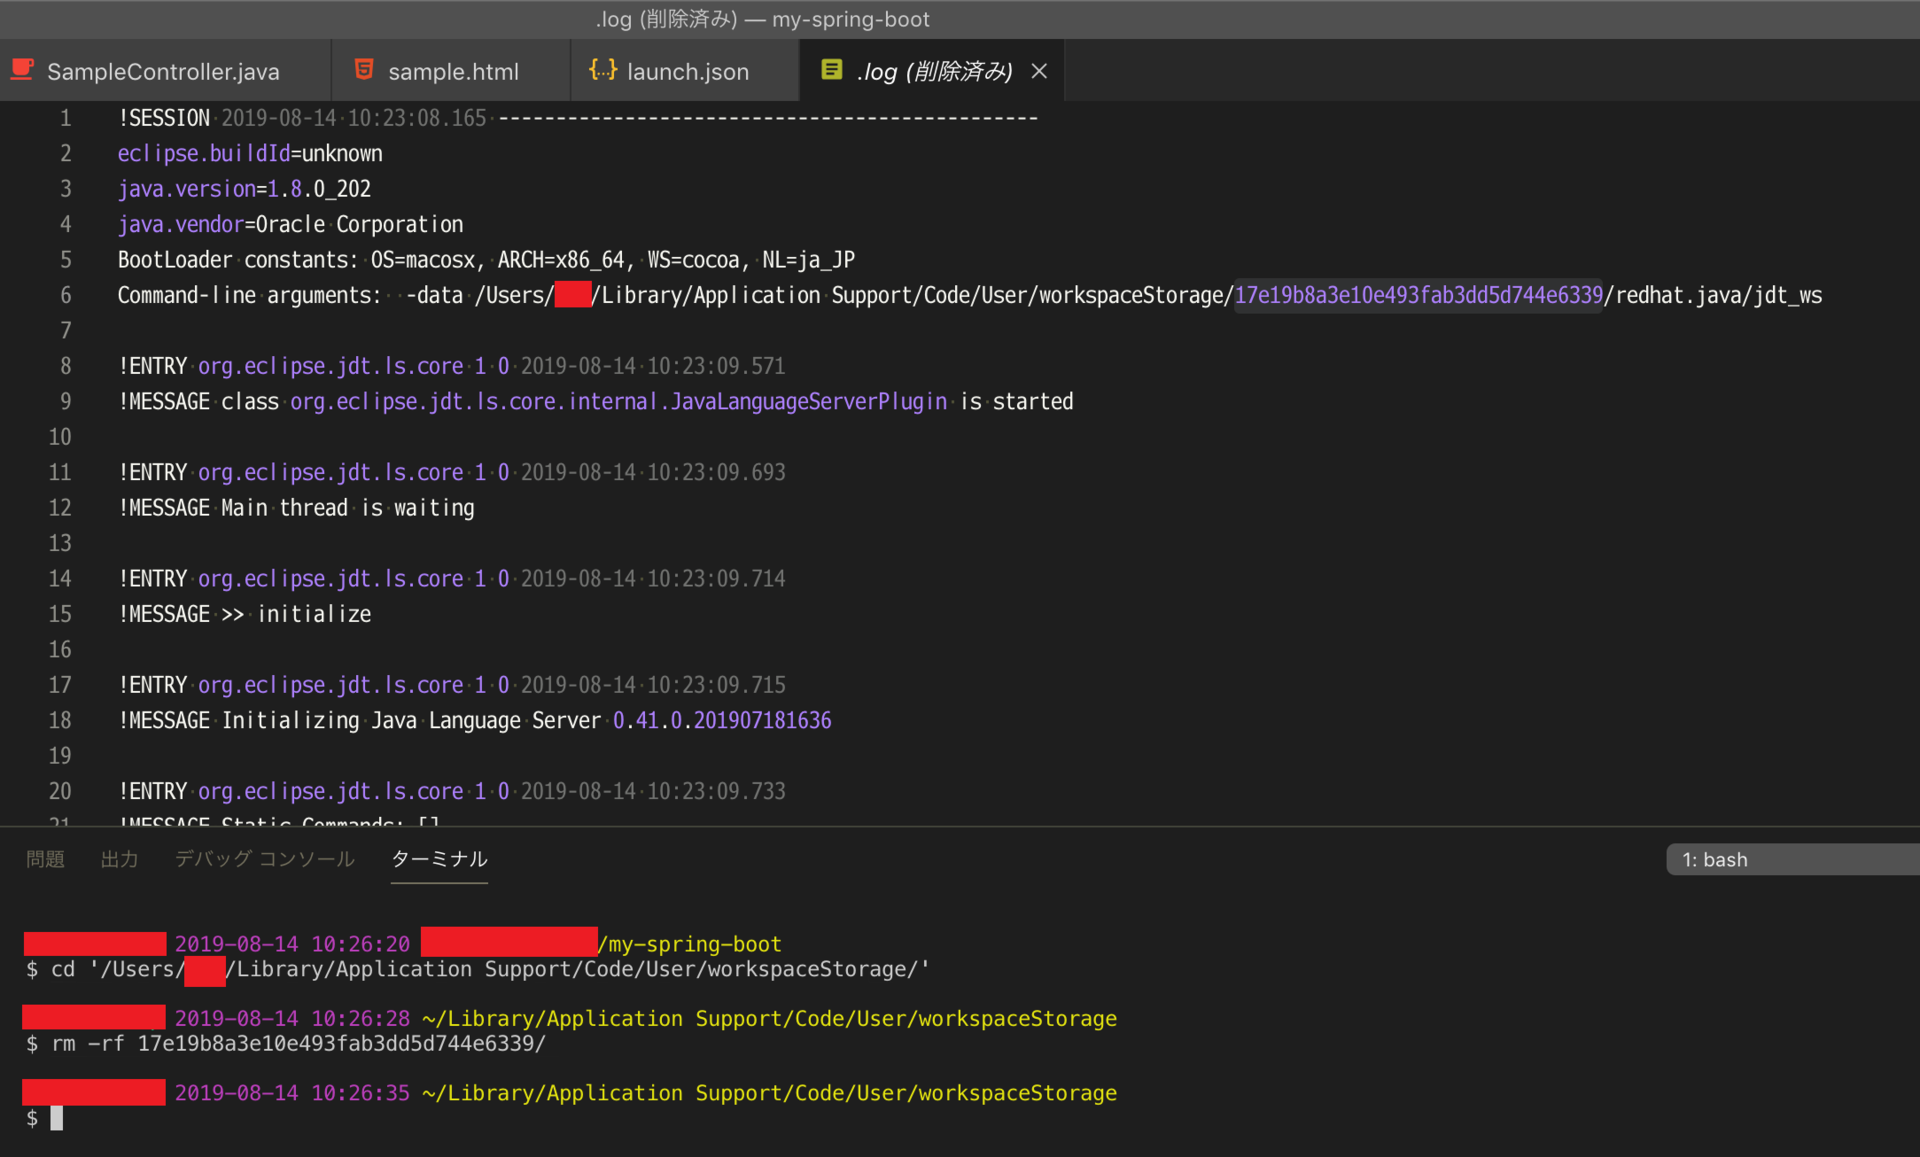 .log (削除済み) — my-spring-boot
SampleController.java
sample.html
{..} launch.json
.log (削除済み) ×
1 !SESSION 2019-08-14 10:23:08.165 -----------------------------------------------
2 eclipse.buildId=unknown
3 java.version=1.8.0_202
4 java.vendor=Oracle Corporation
5 BootLoader constants: OS=macosx, ARCH=x86_64, WS=cocoa, NL=ja_JP
6 Command-line arguments:  -data /Users/ /Library/Application Support/Code/User/workspaceStorage/17e19b8a3e10e493fab3dd5d744e6339/redhat.java/jdt_ws
7
8 !ENTRY org.eclipse.jdt.ls.core 1 0 2019-08-14 10:23:09.571
9 !MESSAGE class org.eclipse.jdt.ls.core.internal.JavaLanguageServerPlugin is started
10
11 !ENTRY org.eclipse.jdt.ls.core 1 0 2019-08-14 10:23:09.693
12 !MESSAGE Main thread is waiting
13
14 !ENTRY org.eclipse.jdt.ls.core 1 0 2019-08-14 10:23:09.714
15 !MESSAGE >> initialize
16
17 !ENTRY org.eclipse.jdt.ls.core 1 0 2019-08-14 10:23:09.715
18 !MESSAGE Initializing Java Language Server 0.41.0.201907181636
19
20 !ENTRY org.eclipse.jdt.ls.core 1 0 2019-08-14 10:23:09.733
21 !MESSAGE Static Commands: []
問題 出力 デバッグ コンソール ターミナル 1: bash
2019-08-14 10:26:20 /my-spring-boot
$ cd '/Users/ /Library/Application Support/Code/User/workspaceStorage/'
2019-08-14 10:26:28 ~/Library/Application Support/Code/User/workspaceStorage
$ rm -rf 17e19b8a3e10e493fab3dd5d744e6339/
2019-08-14 10:26:35 ~/Library/Application Support/Code/User/workspaceStorage
$